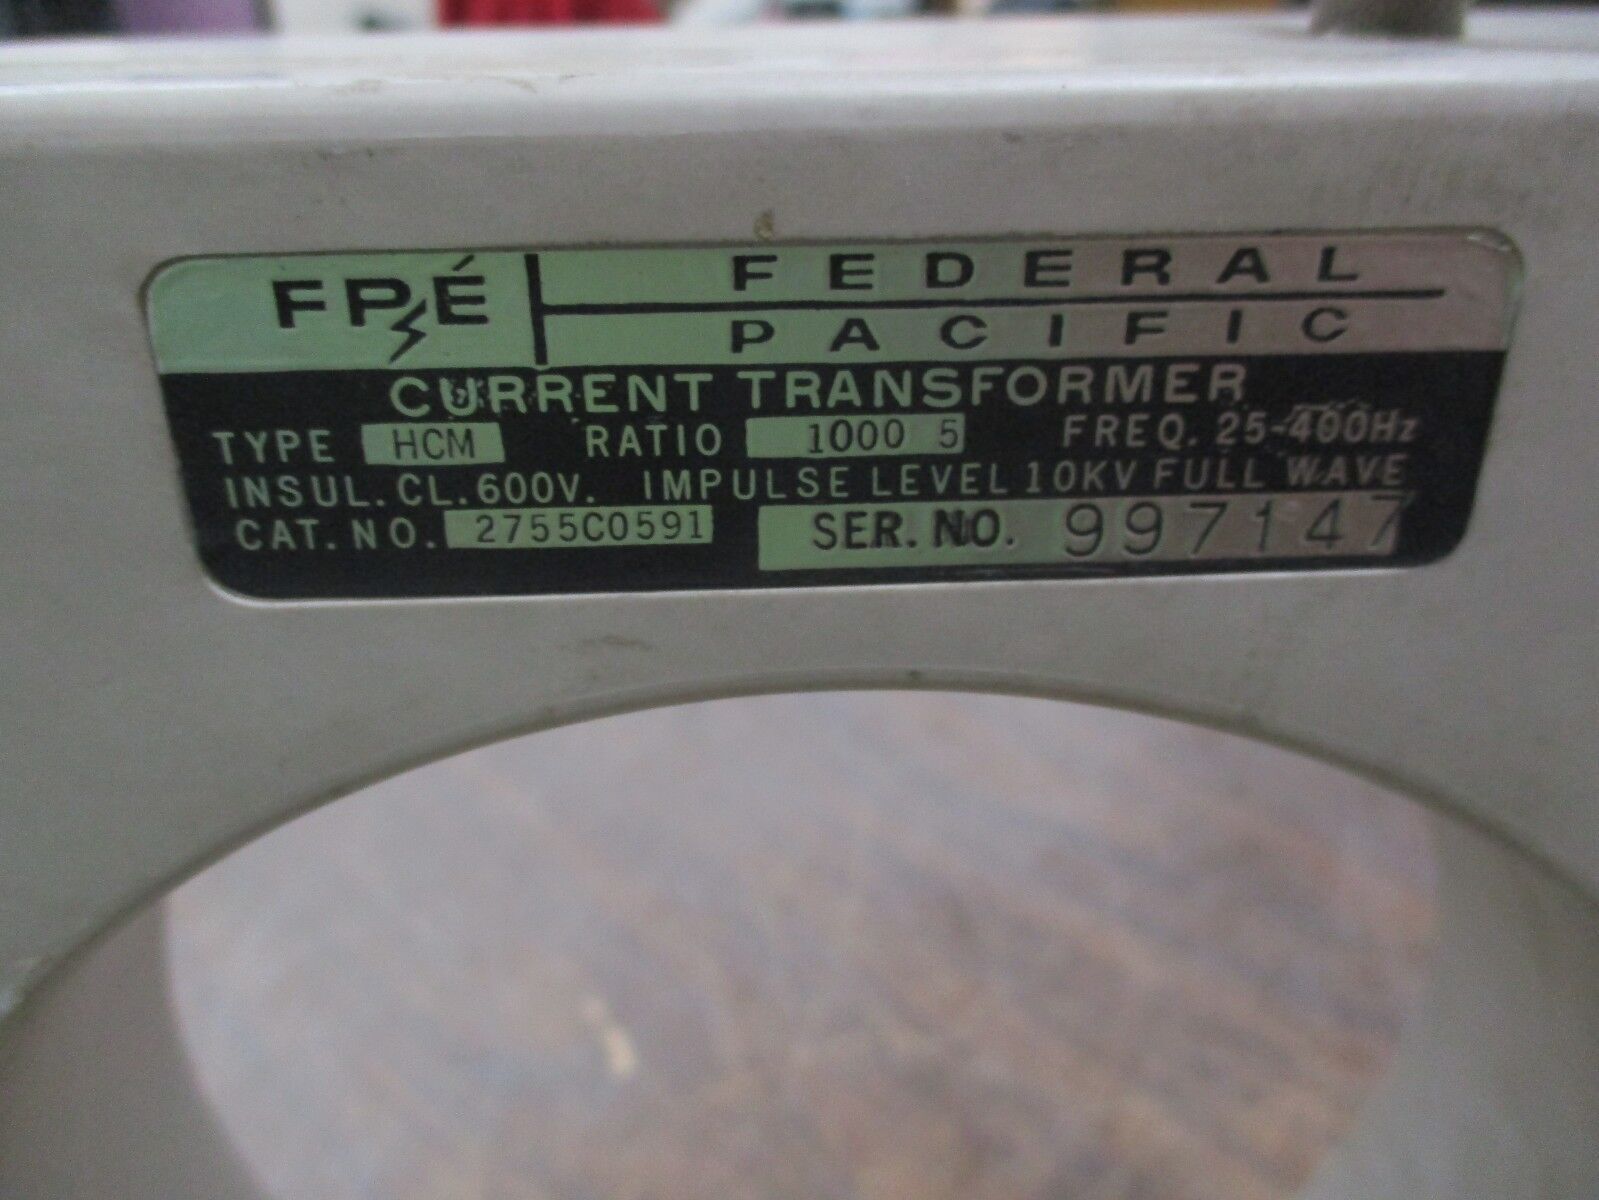 FPÉ
FEDERAL
PACIFIC
CURRENT TRANSFORMER
TYPE HCM RATIO 1000 5 FREQ. 25-400Hz
INSUL. CL. 600V. IMPULSE LEVEL 10KV FULL WAVE
CAT. NO. 2755C0591 SER. NO. 997147